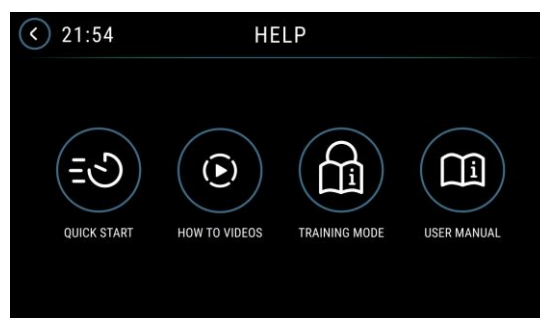 21:54 HELP
QUICK START HOW TO VIDEOS TRAINING MODE USER MANUAL